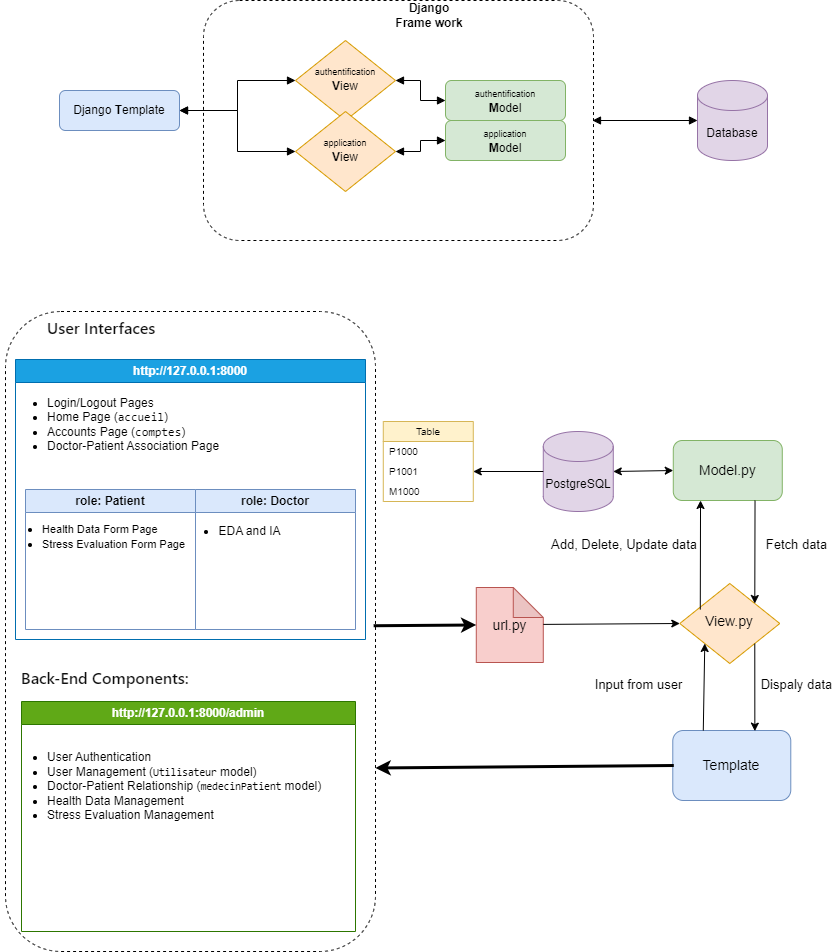 Django
Frame work
authentification
View
authentification
Model
Django Template
application
View
application
Model
Database
User Interfaces
http://127.0.0.1:8000
Login/Logout Pages
Home Page (accueil)
Accounts Page (comptes)
Doctor-Patient Association Page
role: Patient
role: Doctor
Health Data Form Page
Stress Evaluation Form Page
EDA and IA
Table
P1000
P1001
M1000
PostgreSQL
Model.py
Add, Delete, Update data
Fetch data
url.py
View.py
Input from user
Dispaly data
Template
Back-End Components:
http://127.0.0.1:8000/admin
User Authentication
User Management (Utilisateur model)
Doctor-Patient Relationship (medecinPatient model)
Health Data Management
Stress Evaluation Management